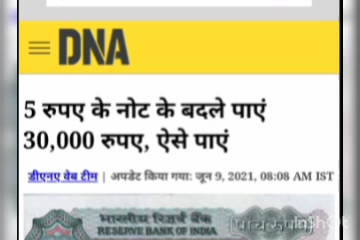 DNA
5 रुपए के नोट के बदले पाएं
30,000 रुपए, ऐसे पाएं
डीएनए वेब टीम | अपडेट किया गया: जून 9, 2021, 08:08 AM IST
भारतीय रिज़र्व बैंक
RESERVE BANK OF INDIA